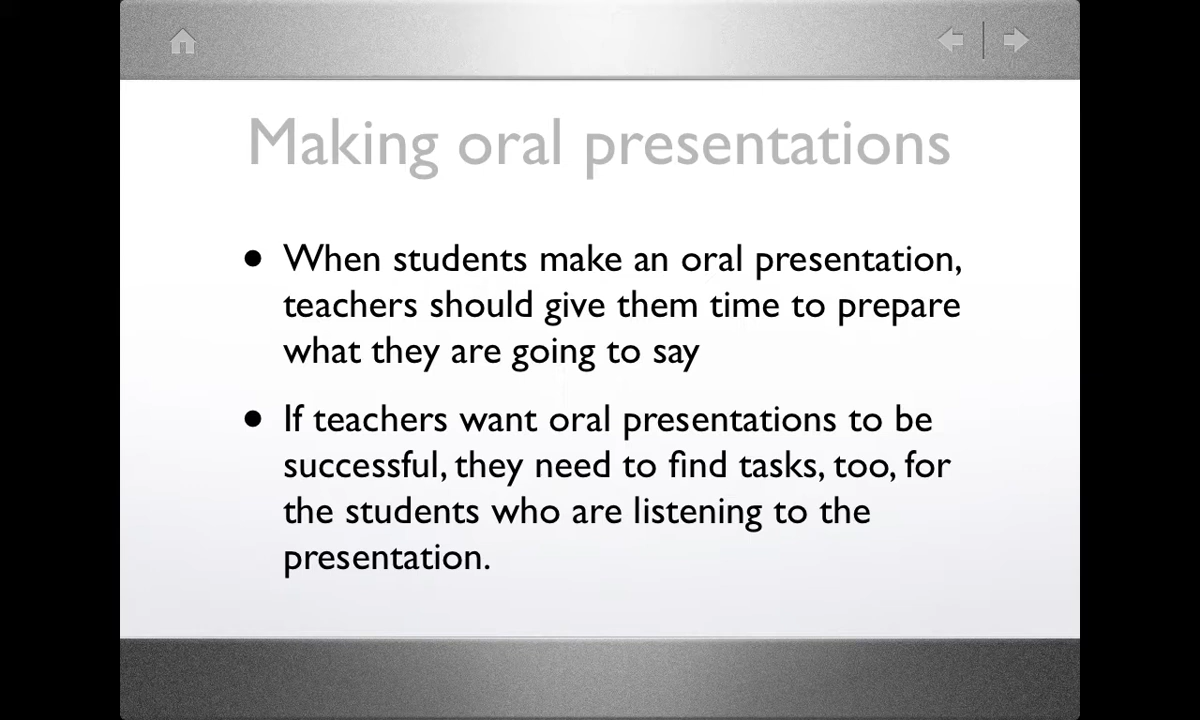 Making oral presentations
• When students make an oral presentation,
teachers should give them time to prepare
what they are going to say
• If teachers want oral presentations to be
successful, they need to find tasks, too, for
the students who are listening to the
presentation.